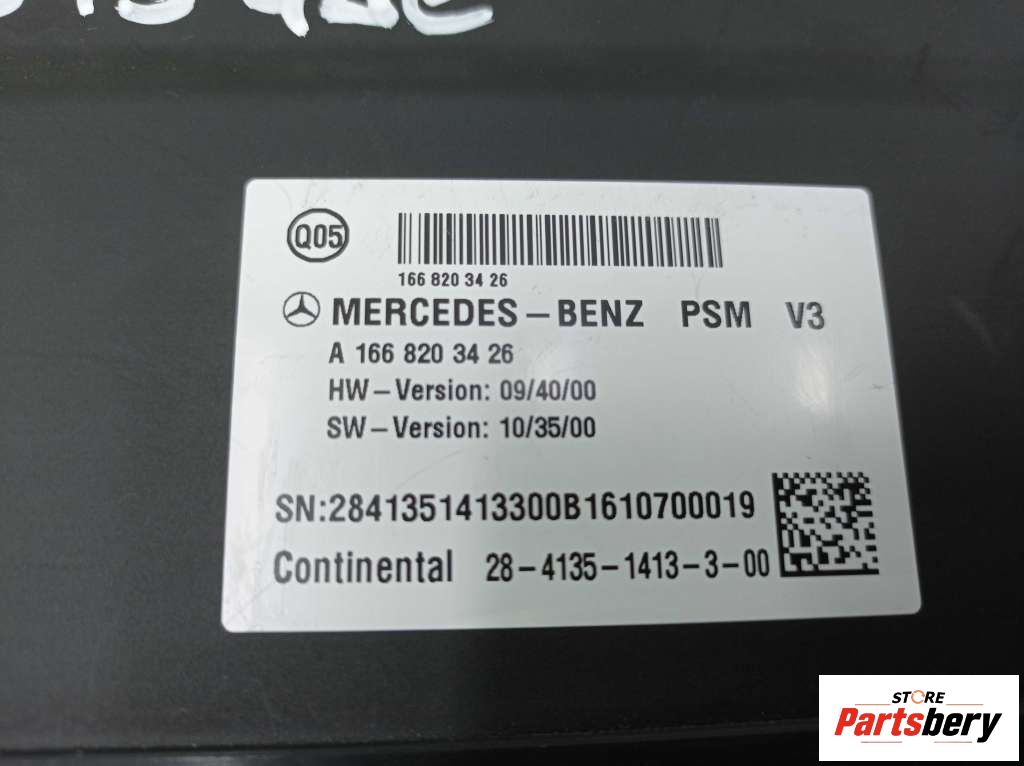 Q05
166 820 34 26
MERCEDES-BENZ PSM V3
A 166 820 34 26
HW-Version: 09/40/00
SW-Version: 10/35/00
SN:2841351413300B1610700019
Continental 28-4135-1413-3-00
STORE
Partsbery